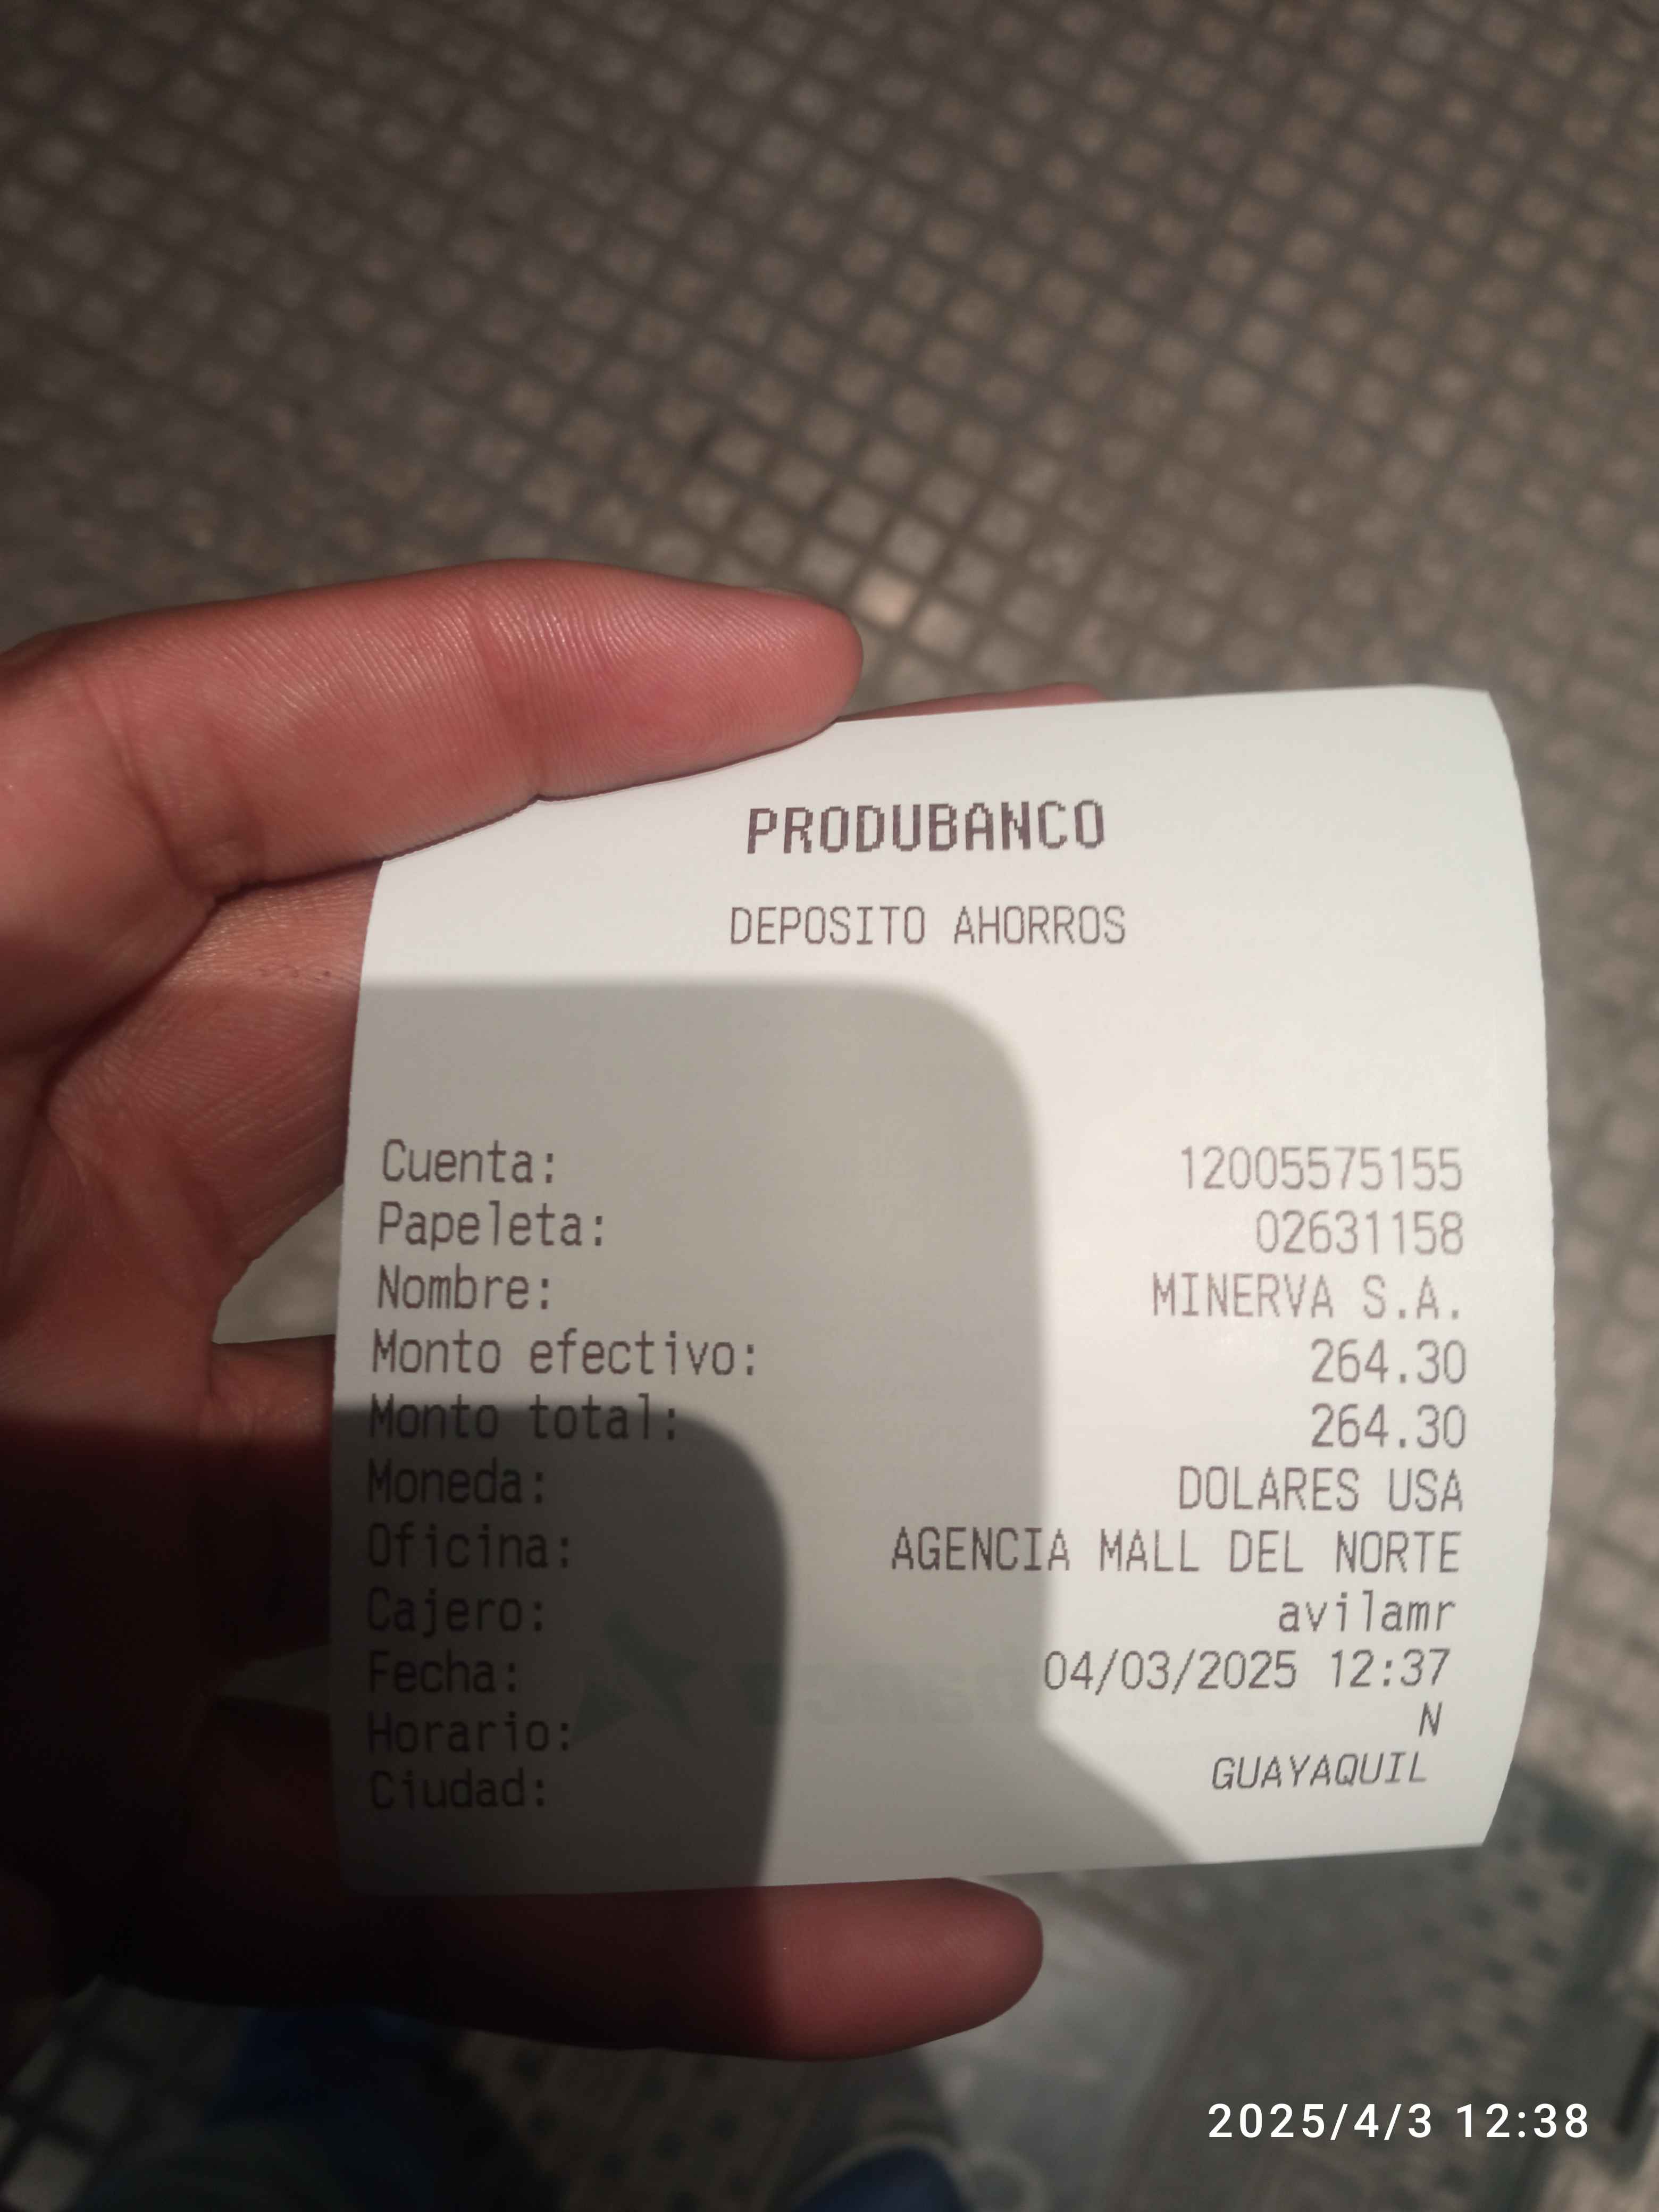 PRODUBANCO
DEPOSITO AHORROS
Cuenta: 12005575155
Papeleta: 02631158
Nombre: MINERVA S.A.
Monto efectivo: 264.30
Monto total: 264.30
Moneda: DOLARES USA
Oficina: AGENCIA MALL DEL NORTE
Cajero: avilamr
Fecha: 04/03/2025 12:37
Horario: N
Ciudad: GUAYAQUIL
2025/4/3 12:38